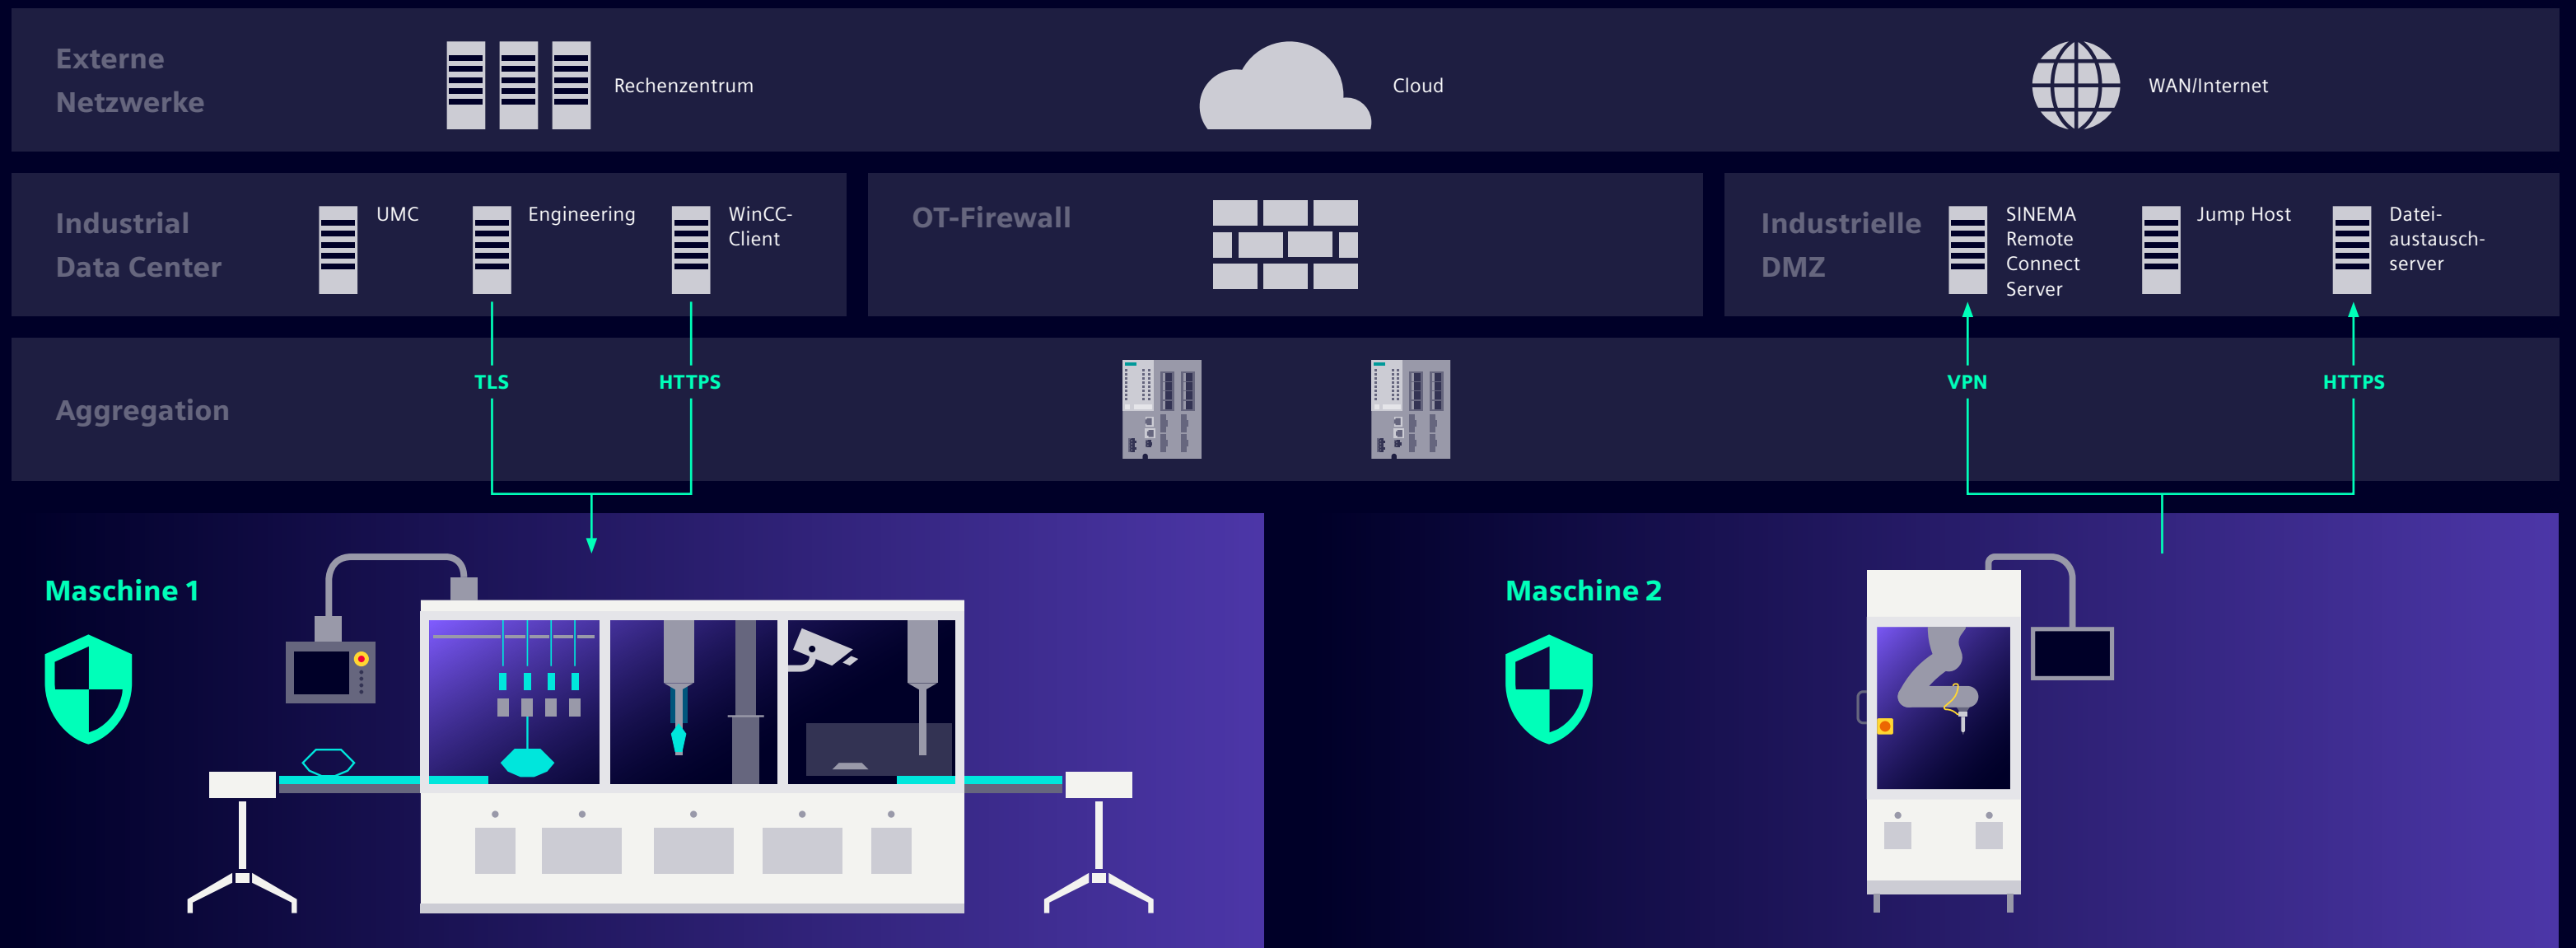 Externe
Netzwerke
Rechenzentrum
Cloud
WAN/Internet
Industrial
Data Center
UMC
Engineering
WinCC-
Client
OT-Firewall
Industrielle
DMZ
SINEMA
Remote
Connect
Server
Jump Host
Datei-
austausch-
server
Aggregation
TLS
HTTPS
VPN
HTTPS
Maschine 1
Maschine 2